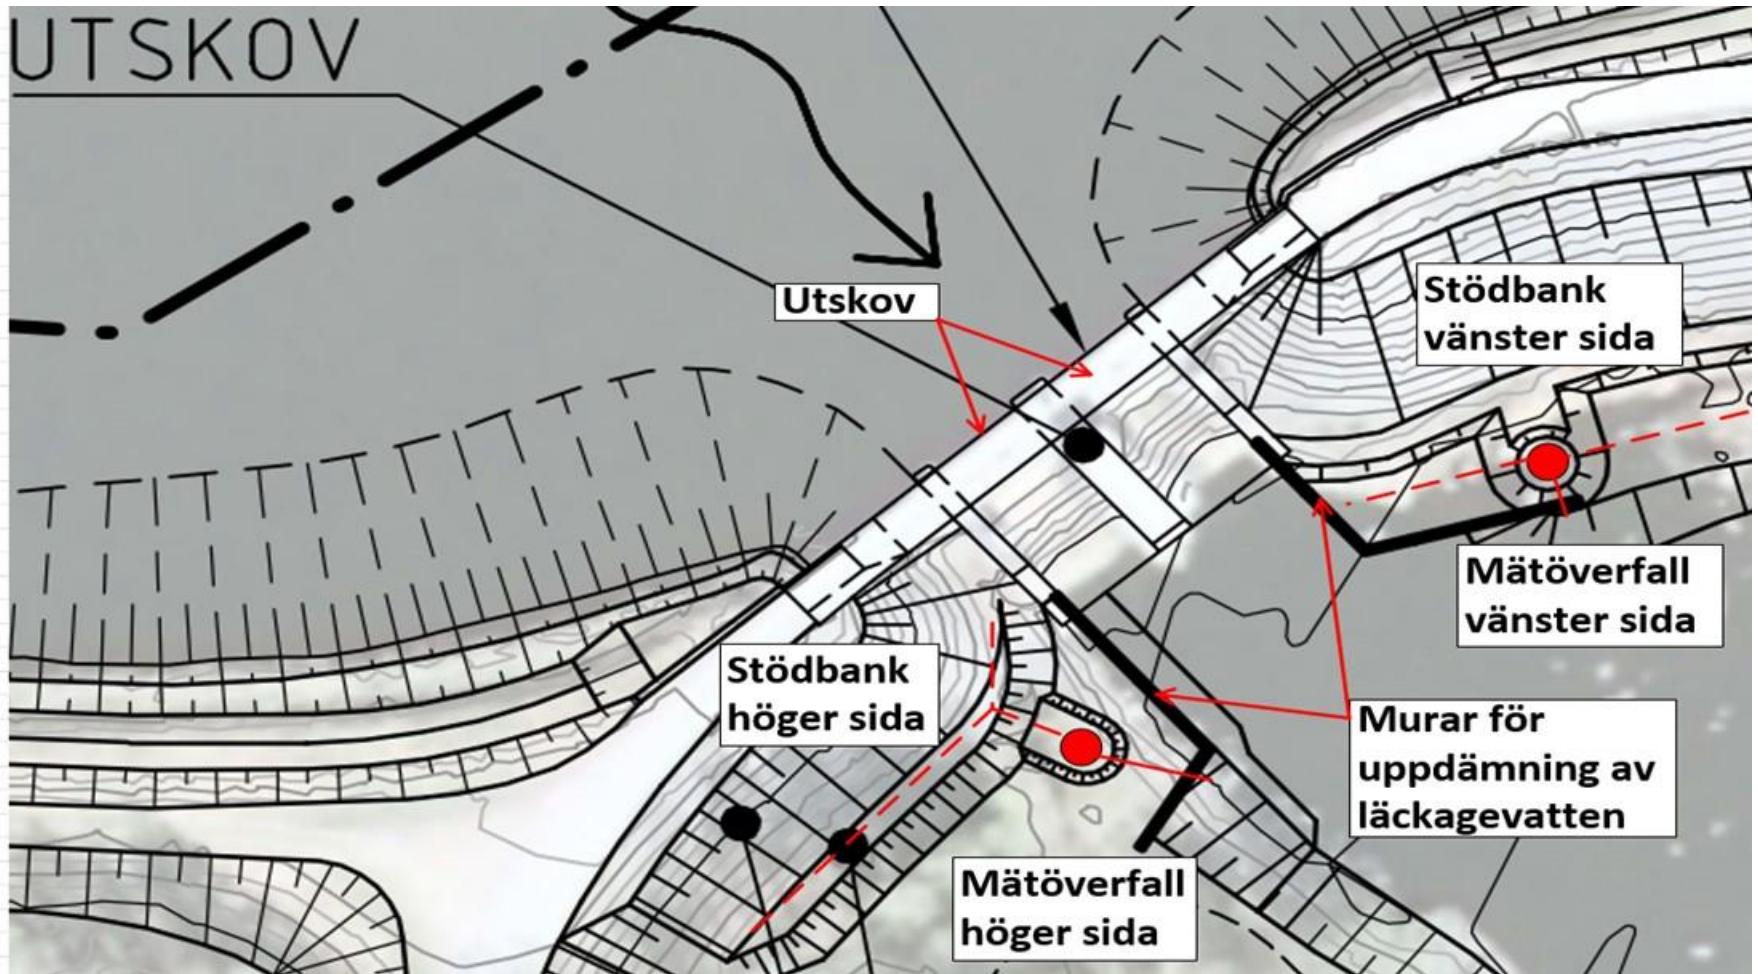 UTSKOV
Utskov
Stödbank
vänster sida
Mätöverfall
vänster sida
Stödbank
höger sida
Murar för
uppdämning av
läckagevatten
Mätöverfall
höger sida